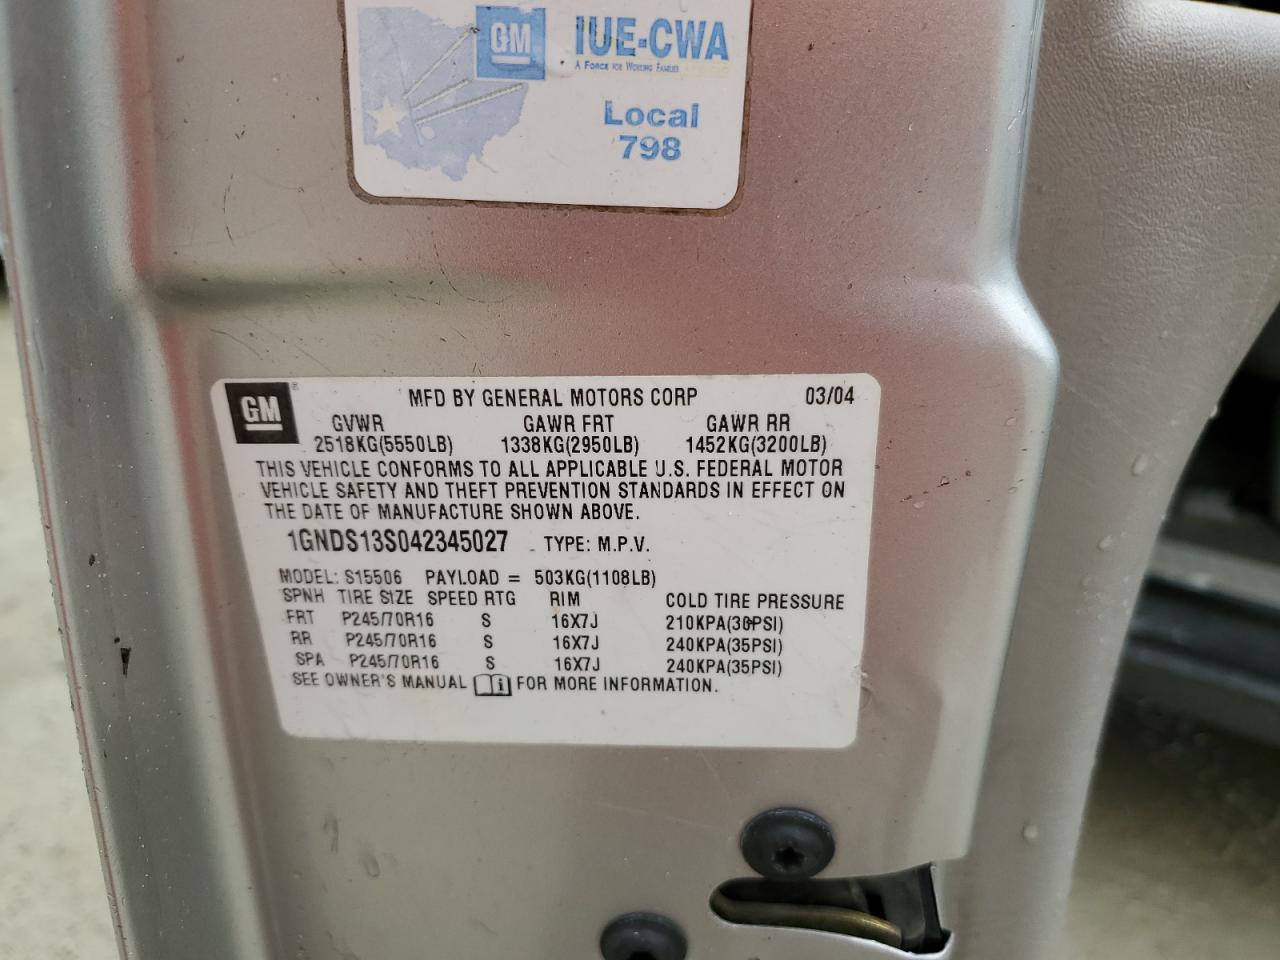 GM IUE-CWA
A FORCE FOR WORKING FAMILIES
Local
798
GM
MFD BY GENERAL MOTORS CORP 03/04
GVWR GAWR FRT GAWR RR
2518KG(5550LB) 1338KG(2950LB) 1452KG(3200LB)
THIS VEHICLE CONFORMS TO ALL APPLICABLE U.S. FEDERAL MOTOR
VEHICLE SAFETY AND THEFT PREVENTION STANDARDS IN EFFECT ON
THE DATE OF MANUFACTURE SHOWN ABOVE.
1GNDS13S042345027 TYPE: M.P.V.
MODEL: S15506 PAYLOAD = 503KG(1108LB)
SPNH TIRE SIZE SPEED RTG RIM COLD TIRE PRESSURE
FRT P245/70R16 S 16X7J 210KPA(30PSI)
RR P245/70R16 S 16X7J 240KPA(35PSI)
SPA P245/70R16 S 16X7J 240KPA(35PSI)
SEE OWNER'S MANUAL i FOR MORE INFORMATION.